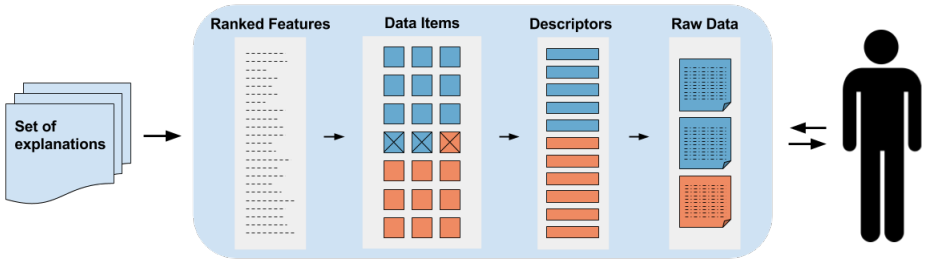 Ranked Features
Data Items
Descriptors
Raw Data
Set of
explanations